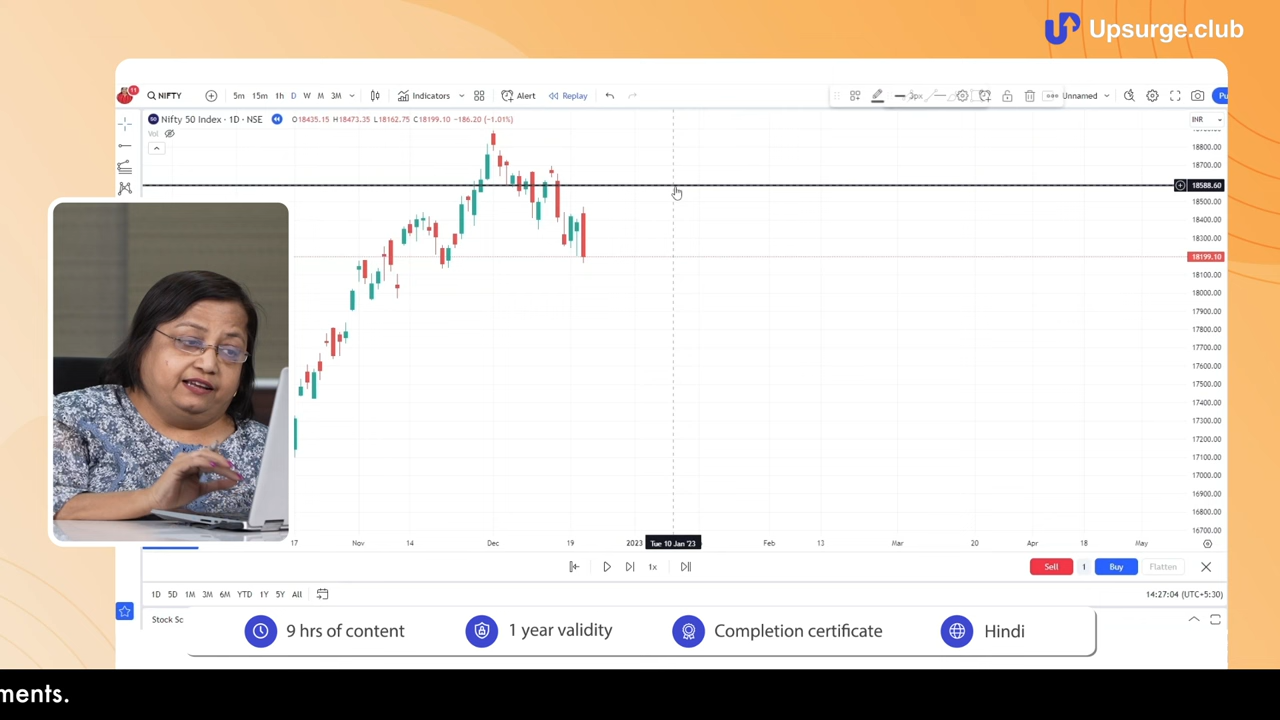 Upsurge.club
11
NIFTY
5m 15m 1h D W M 3M
Indicators
Alert
Replay
3px
Unnamed
Pu
Nifty 50 Index · 1D · NSE
O18435.15 H18473.35 L18162.75 C18199.10 -186.20 (-1.01%)
INR
Vol
18800.00
18700.00
18588.60
18500.00
18400.00
18300.00
18199.10
18100.00
18000.00
17900.00
17800.00
17700.00
17600.00
17500.00
17400.00
17300.00
17200.00
17100.00
17000.00
16900.00
16800.00
16700.00
17 Nov 14 Dec 19 2023 Tue 10 Jan '23 Feb 13 Mar 20 Apr 18 May
1x
Sell 1 Buy Flatten
1D 5D 1M 3M 6M YTD 1Y 5Y All
14:27:04 (UTC+5:30)
Stock Sc
9 hrs of content
1 year validity
Completion certificate
Hindi
ments.